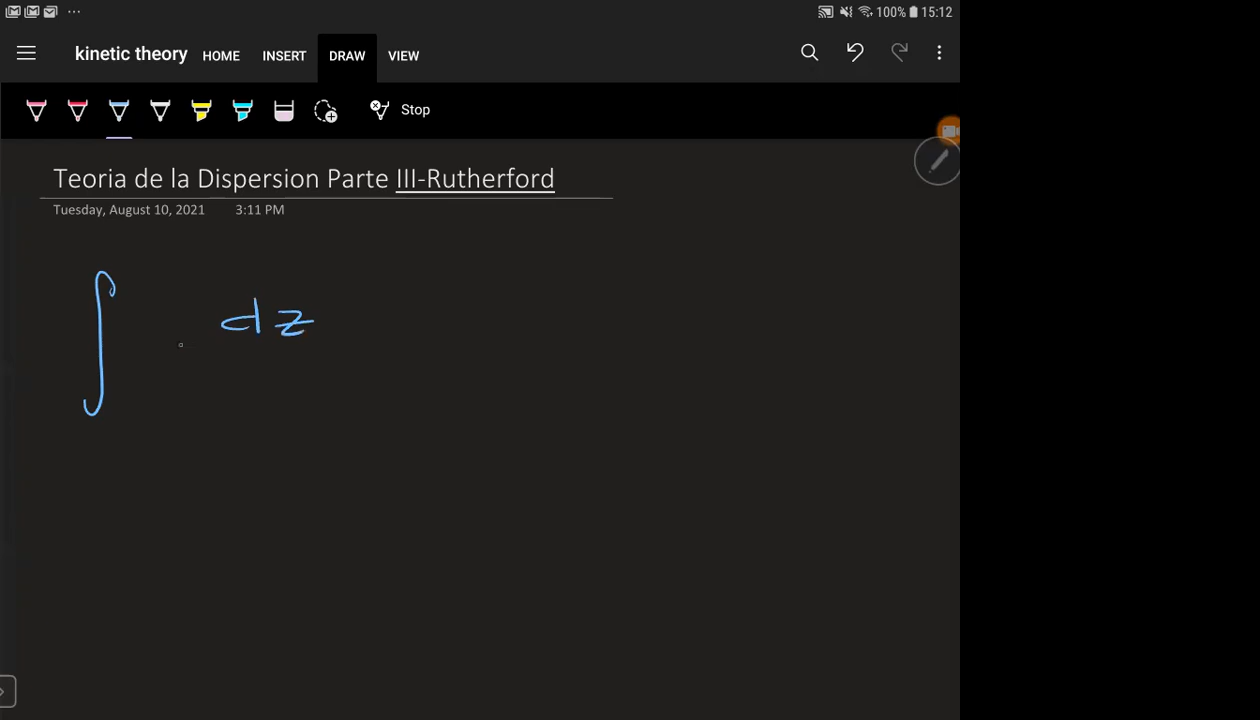 100% 15:12
kinetic theory HOME INSERT DRAW VIEW
Stop
Teoria de la Dispersion Parte III-Rutherford
Tuesday, August 10, 2021 3:11 PM
∫ dz